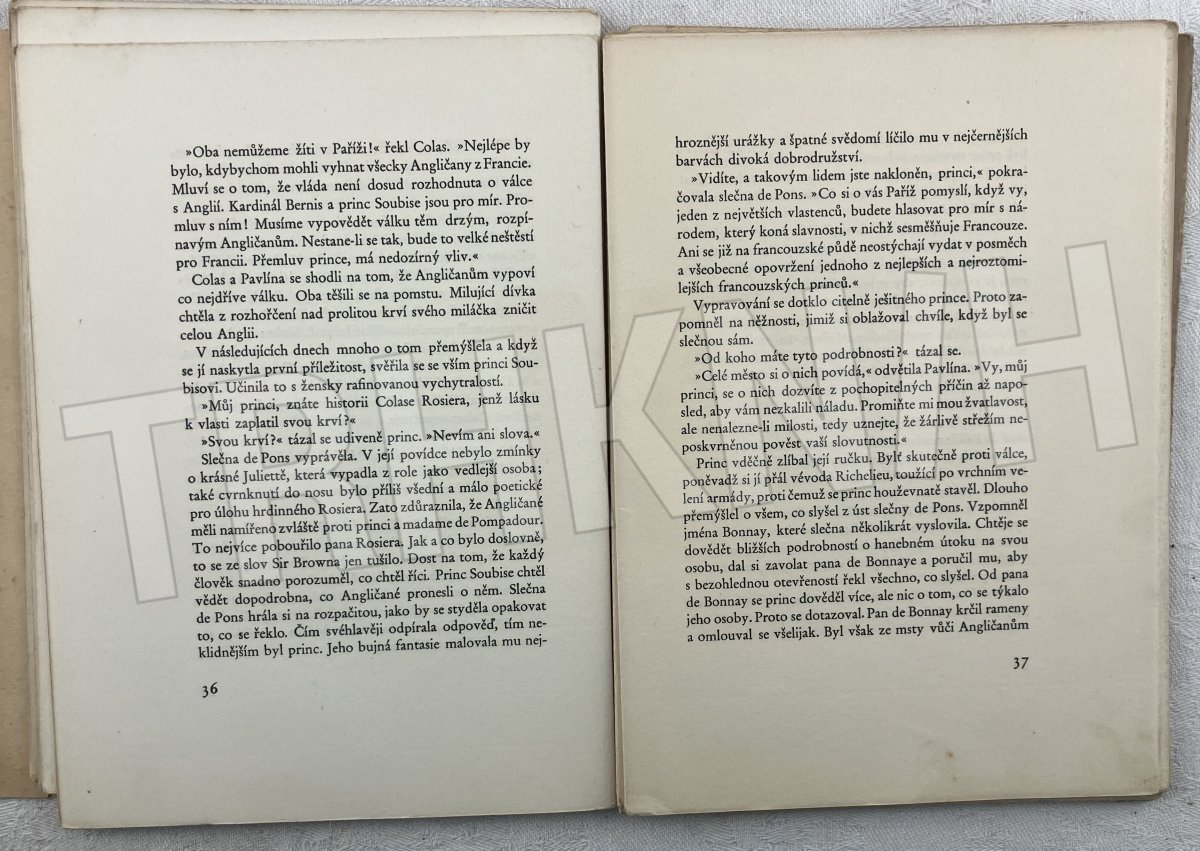 »Oba nemůžeme žíti v Paříži!« řekl Colas. »Nejlépe by
bylo, kdybychom mohli vyhnat všecky Angličany z Francie.
Mluví se o tom, že vláda není dosud rozhodnuta o válce
s Anglií. Kardinál Bernis a princ Soubise jsou pro mír. Pro-
mluv s ním! Musíme vypovědět válku těm drzým, rozpí-
navým Angličanům. Nestane-li se tak, bude to velké neštěstí
pro Francii. Přemluv prince, má nedozírný vliv.«
Colas a Pavlína se shodli na tom, že Angličanům vypoví
co nejdříve válku. Oba těšili se na pomstu. Milující dívka
chtěla z rozhořčení nad prolitou krví svého miláčka zničit
celou Anglii.
V následujících dnech mnoho o tom přemýšlela a když
se jí naskytla první příležitost, svěřila se se vším princi Sou-
bisovi. Učinila to s žensky rafinovanou vychytralostí.
»Můj princi, znáte historii Colase Rosiera, jenž lásku
k vlasti zaplatil svou krví?«
»Svou krví?« tázal se udiveně princ. »Nevím ani slova.«
Slečna de Pons vyprávěla. V její povídce nebylo zmínky
o krásné Juliettě, která vypadla z role jako vedlejší osoba;
také cvrnknutí do nosu bylo příliš všední a málo poetické
pro úlohu hrdinného Rosiera. Zato zdůraznila, že Angličané
měli namířeno zvláště proti princi a madame de Pompadour.
To nejvíce pobouřilo pana Rosiera. Jak a co bylo doslovně,
to se ze slov Sir Browna jen tušilo. Dost na tom, že každý
člověk snadno porozuměl, co chtěl říci. Princ Soubise chtěl
vědět dopodrobna, co Angličané pronesli o něm. Slečna
de Pons hrála si na rozpačitou, jako by se styděla opakovat
to, co se řeklo. Čím svéhlavěji odpírala odpověď, tím ne-
klidnějším byl princ. Jeho bujná fantasie malovala mu nej-
36
hroznější urážky a špatné svědomí líčilo mu v nejčernějších
barvách divoká dobrodružství.
»Vidíte, a takovým lidem jste nakloněn, princi,« pokra-
čovala slečna de Pons. »Co si o vás Paříž pomyslí, když vy,
jeden z největších vlastenců, budete hlasovat pro mír s ná-
rodem, který koná slavnosti, v nichž sesměšňuje Francouze.
Ani se již na francouzské půdě neostýchají vydat v posměch
a všeobecné opovržení jednoho z nejlepších a nejroztomi-
lejších francouzských princů.«
Vypravování se dotklo citelně ješitného prince. Proto za-
pomněl na něžnosti, jimiž si oblažoval chvíle, když byl se
slečnou sám.
»Od koho máte tyto podrobnosti?« tázal se.
»Celé město si o nich povídá,« odvětila Pavlína. »Vy, můj
princi, se o nich dozvíte z pochopitelných příčin až napo-
sled, aby vám nezkalili náladu. Promiňte mi mou žvatlavost,
ale nenalezne-li milosti, tedy uznejte, že žárlivě střežím ne-
poskvrněnou pověst vaší slovutnosti.«
Princ vděčně zlíbal její ručku. Byľ skutečně proti válce,
poněvadž si ji přál vévoda Richelieu, toužící po vrchním ve-
lení armády, proti čemuž se princ houževnatě stavěl. Dlouho
přemýšlel o všem, co slyšel z úst slečny de Pons. Vzpomněl
jména Bonnay, které slečna několikrát vyslovila. Chtěje se
dovědět bližších podrobností o hanebném útoku na svou
osobu, dal si zavolat pana de Bonnaye a poručil mu, aby
s bezohlednou otevřeností řekl všechno, co slyšel. Od pana
de Bonnay se princ dověděl více, ale nic o tom, co se týkalo
jeho osoby. Proto se dotazoval. Pan de Bonnay krčil rameny
a omlouval se všelijak. Byl však ze msty vůči Angličanům
37
TRH KNIH